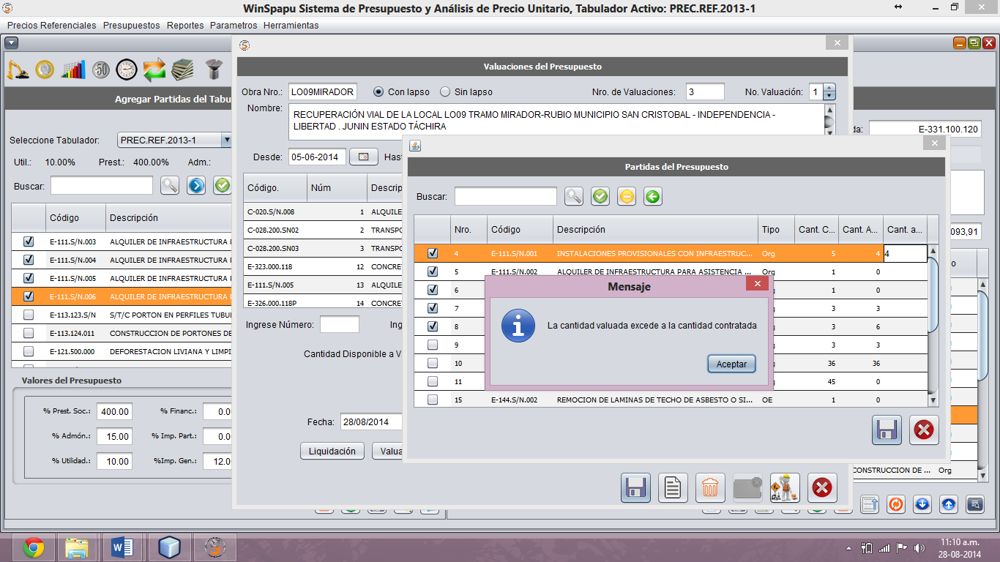 WinSpapu Sistema de Presupuesto y Análisis de Precio Unitario, Tabulador Activo: PREC.REF.2013-1
Precios Referenciales Presupuestos Reportes Parametros Herramientas
Agregar Partidas del Tabu
Seleccione Tabulador: PREC.REF.2013-1
Util.: 10.00% Prest.: 400.00% Adm.:
Buscar:
Código Descripción
E-111.S/N.003 ALQUILER DE INFRAESTRUCTURA
E-111.S/N.004 ALQUILER DE INFRAESTRUCTURA
E-111.S/N.005 ALQUILER DE INFRAESTRUCTURA
E-111.S/N.006 ALQUILER DE INFRAESTRUCTURA
E-113.123.S/N S/T/C PORTON EN PERFILES TUBU
E-113.124.011 CONSTRUCCION DE PORTONES DE
E-121.500.000 DEFORESTACION LIVIANA Y LIMPI
Valores del Presupuesto
% Prest. Soc.: 400.00 % Financ.: 0.0
% Admón.: 15.00 % Imp. Part.: 0.0
% Utilidad.: 10.00 %Imp. Gen.: 12.0
Valuaciones del Presupuesto
Obra Nro.: LO09MIRADOR Con lapso Sin lapso Nro. de Valuaciones: 3 No. Valuación: 1
Nombre: RECUPERACIÓN VIAL DE LA LOCAL LO09 TRAMO MIRADOR-RUBIO MUNICIPIO SAN CRISTOBAL - INDEPENDENCIA -
LIBERTAD . JUNIN ESTADO TÁCHIRA
Desde: 05-06-2014 Hast
Código. Núm Descrip
C-020.S/N.008 1 ALQUILE
C-028.200.SN02 2 TRANSPO
C-028.200.SN03 3 TRANSPO
E-323.000.118 12 CONCRE
E-111.S/N.005 13 ALQUILE
E-326.000.118P 14 CONCRE
Ingrese Número: Ing
Cantidad Disponible a V
Fecha: 28/08/2014
Liquidación Valua
Partidas del Presupuesto
Buscar:
Nro. Código Descripción Tipo Cant. C... Cant. A... Cant. a...
4 E-111.S/N.001 INSTALACIONES PROVISIONALES CON INFRAESTRUC... Org 5 4 4
5 E-111.S/N.002 ALQUILER DE INFRAESTRUCTURA PARA ASISTENCIA ... Org 1 0
6 1 0
7 3 3
8 3 6
9 3 3
10 36 36
11 45 0
15 E-144.S/N.002 REMOCION DE LAMINAS DE TECHO DE ASBESTO O SI... OE 1 0
Mensaje
La cantidad valuada excede a la cantidad contratada
Aceptar
da: E-331.100.120
093,91
o
CONSTRUCCION DE ... Org
11:10 a.m.
28-08-2014